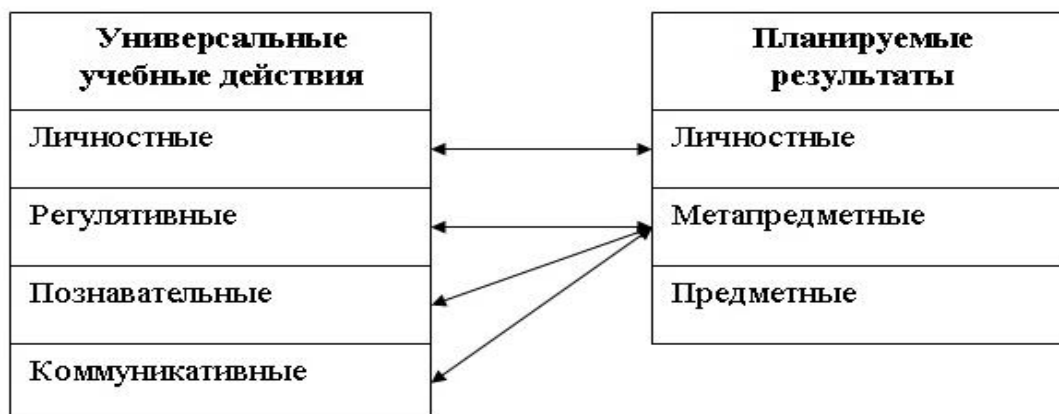 Универсальные
учебные действия
Личностные
Регулятивные
Познавательные
Коммуникативные
Планируемые
результаты
Личностные
Метапредметные
Предметные